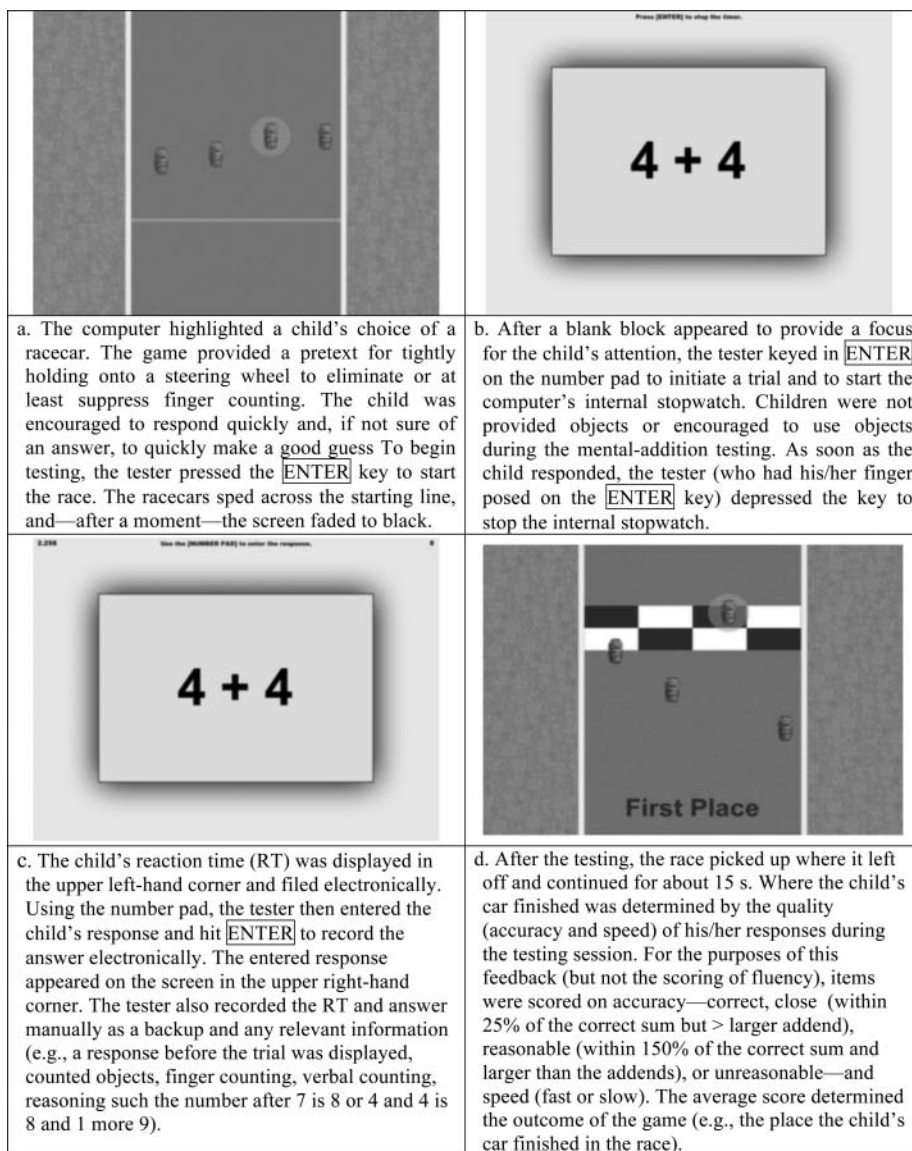 Press [ENTER] to stop the timer.
4 + 4
a. The computer highlighted a child's choice of a
racecar. The game provided a pretext for tightly
holding onto a steering wheel to eliminate or at
least suppress finger counting. The child was
encouraged to respond quickly and, if not sure of
an answer, to quickly make a good guess To begin
testing, the tester pressed the ENTER key to start
the race. The racecars sped across the starting line,
and—after a moment—the screen faded to black.
b. After a blank block appeared to provide a focus
for the child's attention, the tester keyed in ENTER
on the number pad to initiate a trial and to start the
computer's internal stopwatch. Children were not
provided objects or encouraged to use objects
during the mental-addition testing. As soon as the
child responded, the tester (who had his/her finger
posed on the ENTER key) depressed the key to
stop the internal stopwatch.
2.298 Use the [NUMBER PAD] to enter the response. 8
4 + 4
First Place
c. The child's reaction time (RT) was displayed in
the upper left-hand corner and filed electronically.
Using the number pad, the tester then entered the
child's response and hit ENTER to record the
answer electronically. The entered response
appeared on the screen in the upper right-hand
corner. The tester also recorded the RT and answer
manually as a backup and any relevant information
(e.g., a response before the trial was displayed,
counted objects, finger counting, verbal counting,
reasoning such the number after 7 is 8 or 4 and 4 is
8 and 1 more 9).
d. After the testing, the race picked up where it left
off and continued for about 15 s. Where the child's
car finished was determined by the quality
(accuracy and speed) of his/her responses during
the testing session. For the purposes of this
feedback (but not the scoring of fluency), items
were scored on accuracy—correct, close (within
25% of the correct sum but > larger addend),
reasonable (within 150% of the correct sum and
larger than the addends), or unreasonable—and
speed (fast or slow). The average score determined
the outcome of the game (e.g., the place the child's
car finished in the race).